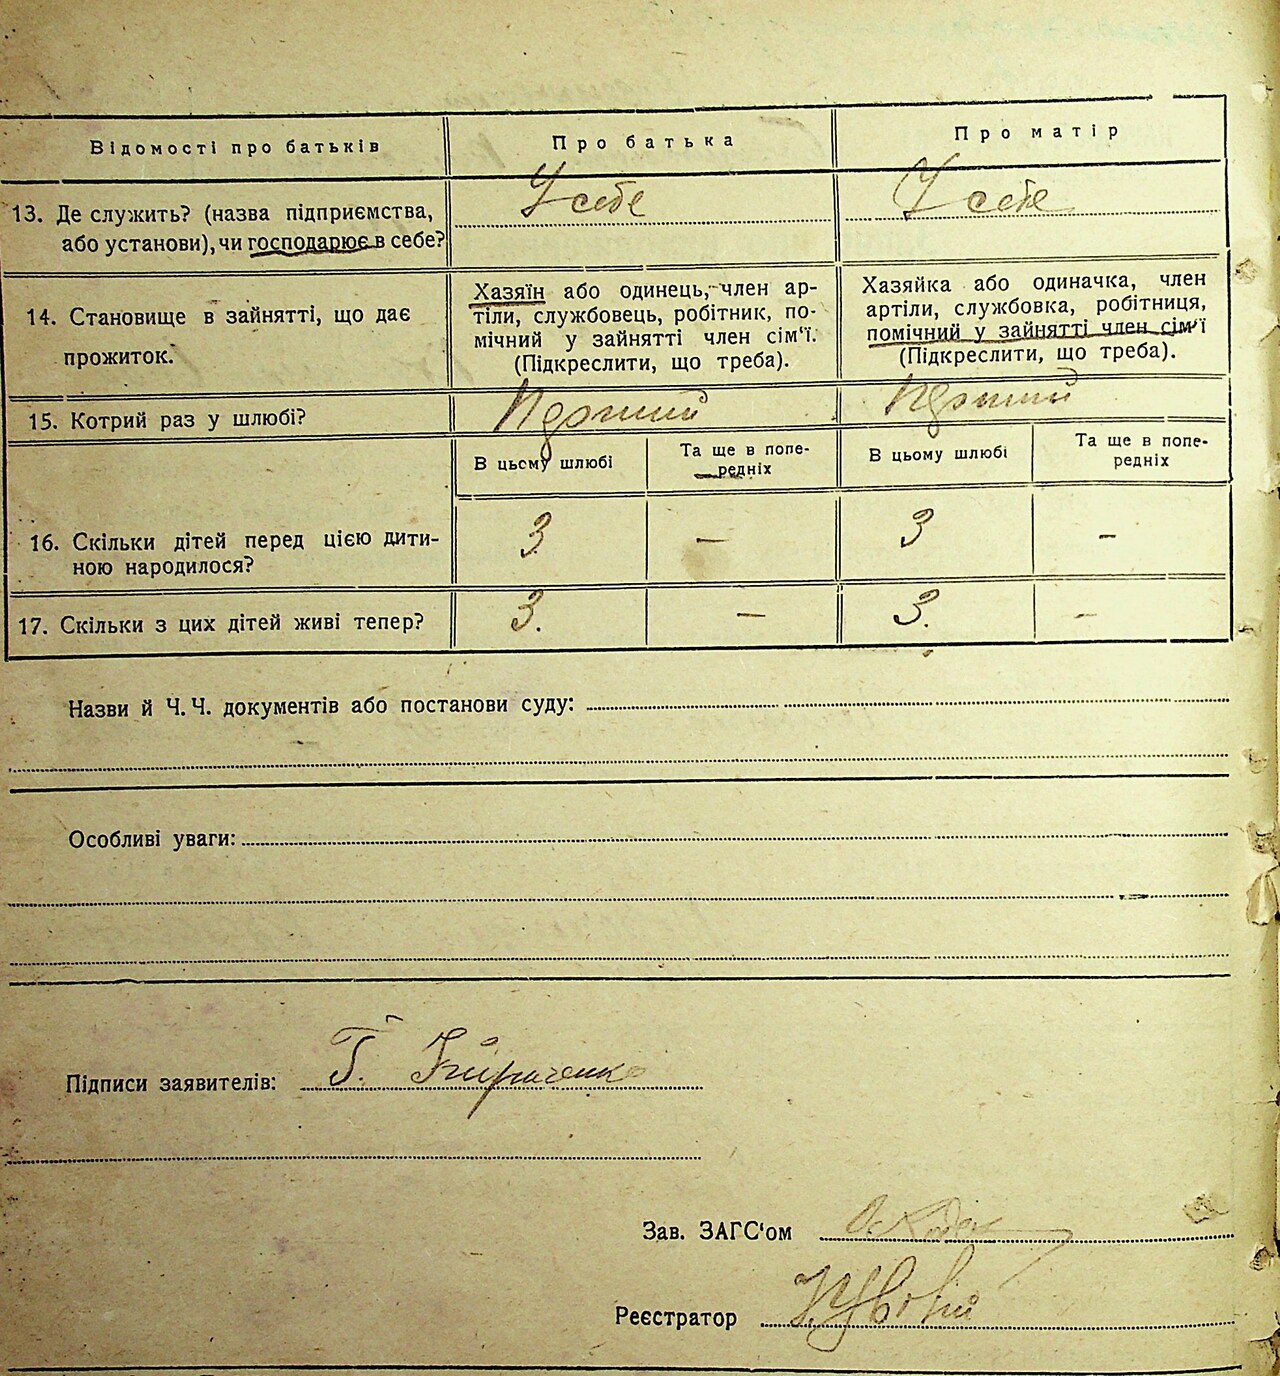 Відомості про батьків
Про батька
Про матір
13. Де служить? (назва підприємства,
або установи), чи господарює в себе?
У себе
У себе
14. Становище в зайнятті, що дає
прожиток.
Хазяїн або одинець, член ар-
тіли, службовець, робітник, по-
мічний у зайнятті член сім'ї.
(Підкреслити, що треба).
Хазяйка або одиначка, член
артіли, службовка, робітниця,
помічний у зайнятті член сім'ї
(Підкреслити, що треба).
15. Котрий раз у шлюбі?
Перший
Перший
В цьому шлюбі
Та ще в попе-
редніх
В цьому шлюбі
Та ще в попе-
редніх
16. Скільки дітей перед цією дити-
ною народилося?
3
—
3
—
17. Скільки з цих дітей живі тепер?
3.
—
3.
—
Назви й Ч. Ч. документів або постанови суду:
Особливі уваги:
Підписи заявителів:
Зав. ЗАГС'ом
Реєстратор